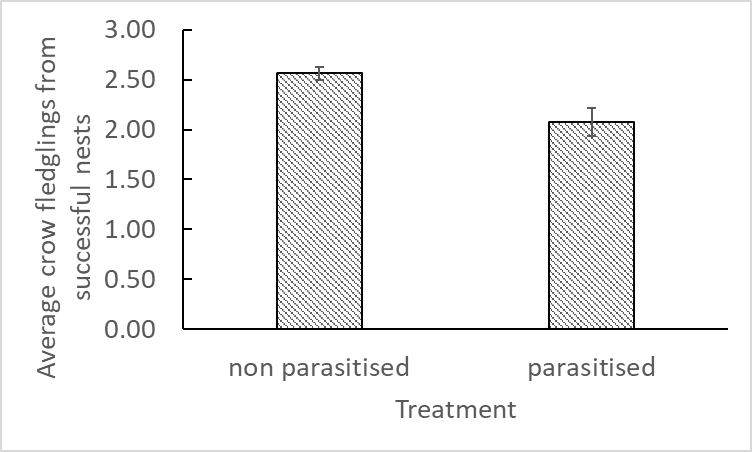 Average crow fledglings from
successful nests
3.00
2.50
2.00
1.50
1.00
0.50
0.00
non parasitised
parasitised
Treatment